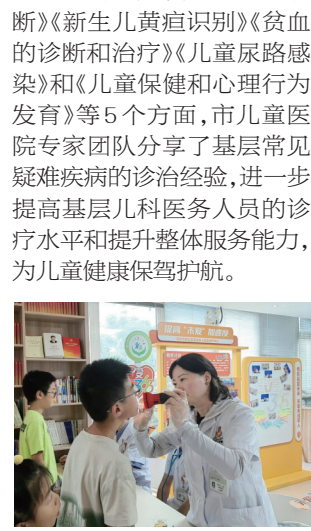 断》《新生儿黄疸识别》《贫血
的诊断和治疗》《儿童尿路感
染》和《儿童保健和心理行为
发育》等5个方面,市儿童医
院专家团队分享了基层常见
疑难疾病的诊治经验,进一步
提高基层儿科医务人员的诊
疗水平和提升整体服务能力,
为儿童健康保驾护航。